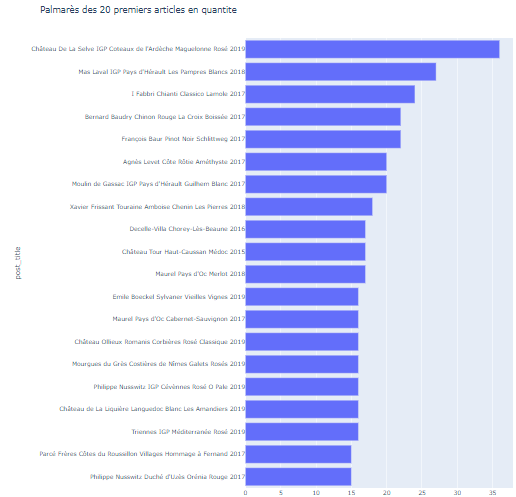 Palmarès des 20 premiers articles en quantite
Château De La Selve IGP Coteaux de l'Ardèche Maguelonne Rosé 2019
Mas Laval IGP Pays d'Hérault Les Pampres Blancs 2018
I Fabbri Chianti Classico Lamole 2017
Bernard Baudry Chinon Rouge La Croix Boissée 2017
François Baur Pinot Noir Schlittweg 2017
Agnès Levet Côte Rôtie Améthyste 2017
Moulin de Gassac IGP Pays d'Hérault Guilhem Blanc 2017
Xavier Frissant Touraine Amboise Chenin Les Pierres 2018
Decelle-Villa Chorey-Lès-Beaune 2016
Château Tour Haut-Caussan Médoc 2015
Maurel Pays d'Oc Merlot 2018
Emile Boeckel Sylvaner Vieilles Vignes 2019
Maurel Pays d'Oc Cabernet-Sauvignon 2017
Château Ollieux Romanis Corbières Rosé Classique 2019
Mourgues du Grès Costières de Nîmes Galets Rosés 2019
Philippe Nusswitz IGP Cévennes Rosé O Pale 2019
Château de La Liquière Languedoc Blanc Les Amandiers 2019
Triennes IGP Méditerranée Rosé 2019
Parcé Frères Côtes du Roussillon Villages Hommage à Fernand 2017
Philippe Nusswitz Duché d'Uzès Orénia Rouge 2017
post_title
0 5 10 15 20 25 30 35